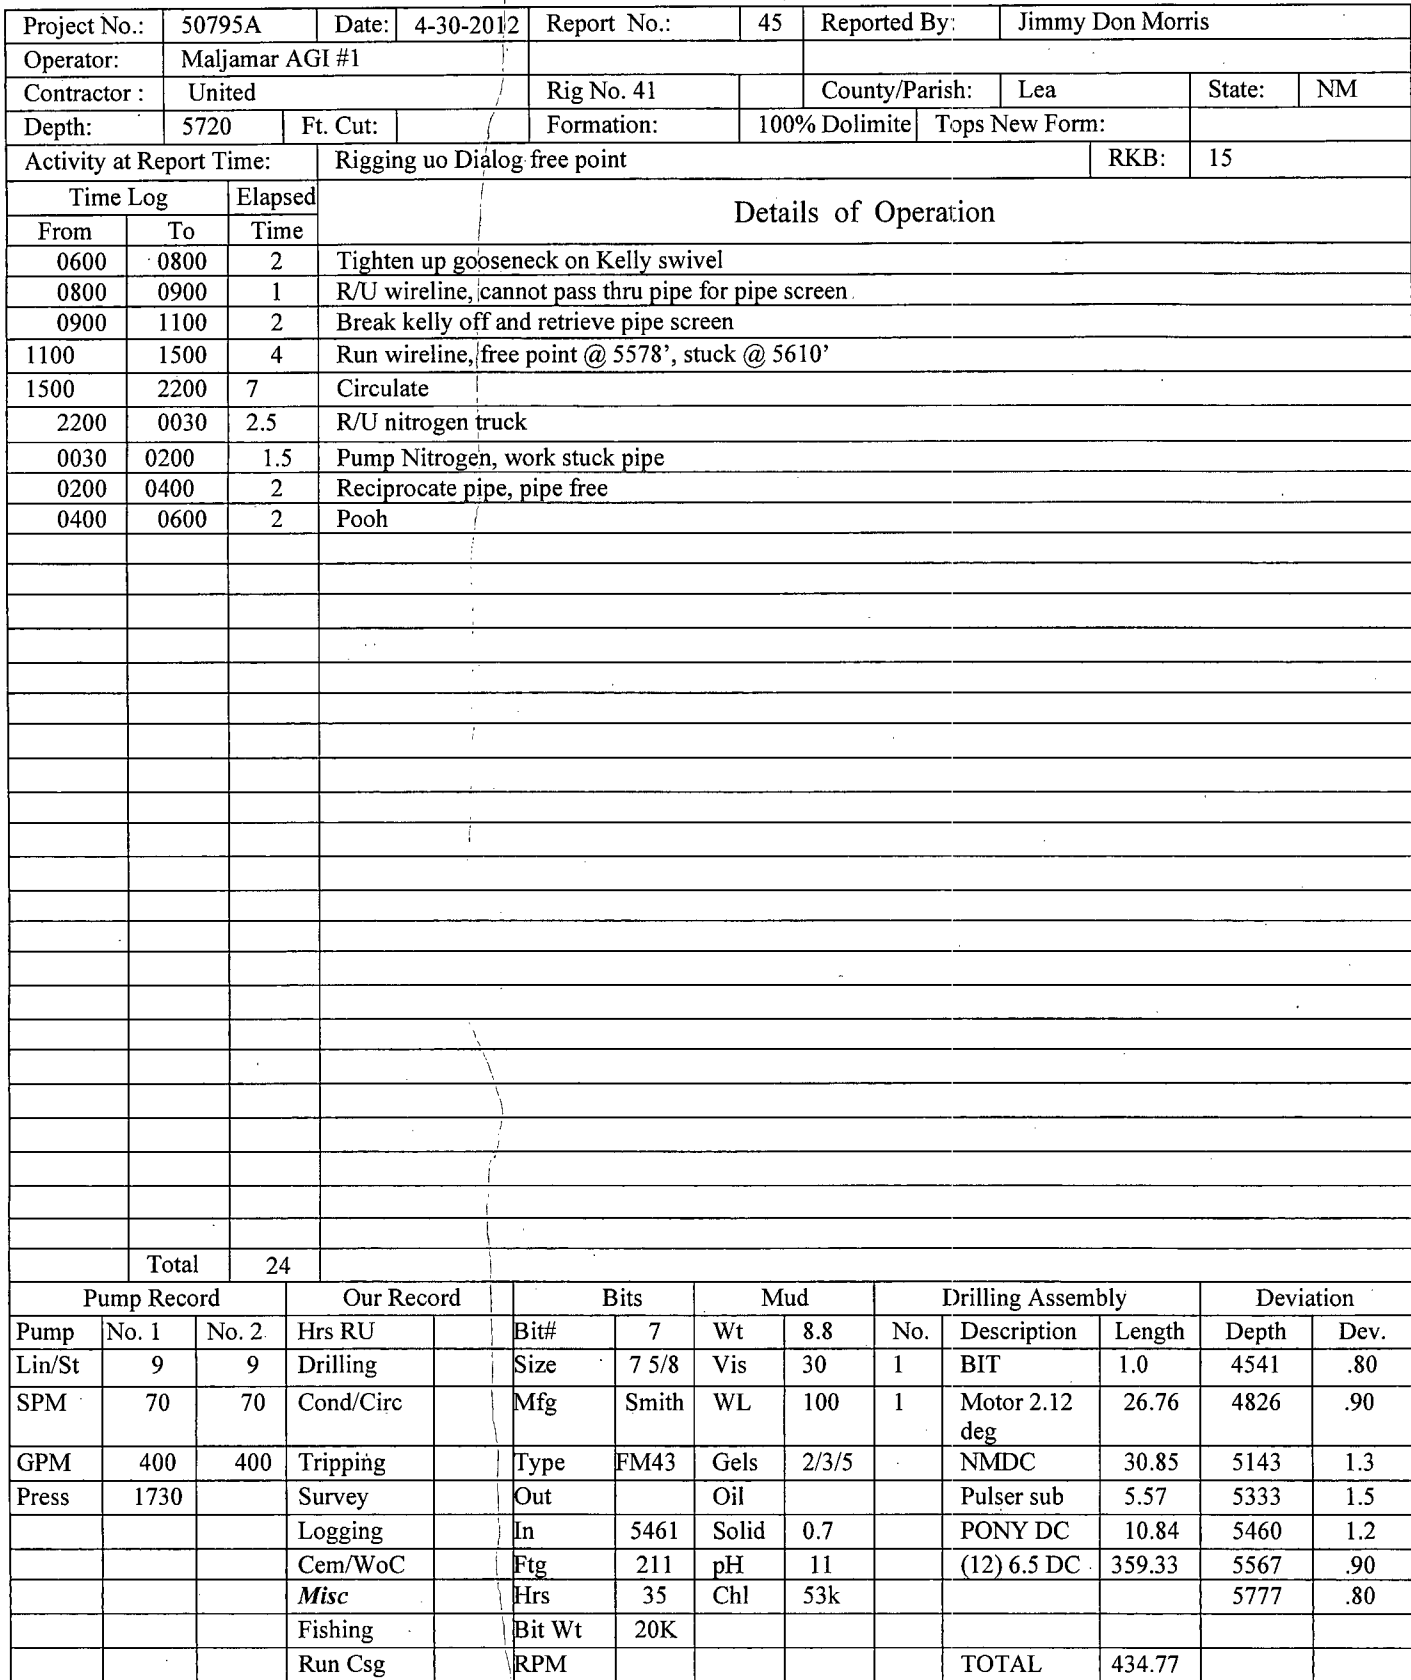 Project No.: 50795A Date: 4-30-2012 Report No.: 45 Reported By: Jimmy Don Morris
Operator: Maljamar AGI #1
Contractor : United Rig No. 41 County/Parish: Lea State: NM
Depth: 5720 Ft. Cut: Formation: 100% Dolimite Tops New Form:
Activity at Report Time: Rigging uo Dialog free point RKB: 15
Time Log Elapsed Details of Operation
From To Time
0600 0800 2 Tighten up gooseneck on Kelly swivel
0800 0900 1 R/U wireline, cannot pass thru pipe for pipe screen
0900 1100 2 Break kelly off and retrieve pipe screen
1100 1500 4 Run wireline, free point @ 5578’, stuck @ 5610’
1500 2200 7 Circulate
2200 0030 2.5 R/U nitrogen truck
0030 0200 1.5 Pump Nitrogen, work stuck pipe
0200 0400 2 Reciprocate pipe, pipe free
0400 0600 2 Pooh
Total 24
Pump Record Our Record Bits Mud Drilling Assembly Deviation
Pump No. 1 No. 2 Hrs RU Bit# 7 Wt 8.8 No. Description Length Depth Dev.
Lin/St 9 9 Drilling Size 7 5/8 Vis 30 1 BIT 1.0 4541 .80
SPM 70 70 Cond/Circ Mfg Smith WL 100 1 Motor 2.12 26.76 4826 .90
deg
GPM 400 400 Tripping Type FM43 Gels 2/3/5 NMDC 30.85 5143 1.3
Press 1730 Survey Out Oil Pulser sub 5.57 5333 1.5
Logging In 5461 Solid 0.7 PONY DC 10.84 5460 1.2
Cem/WoC Ftg 211 pH 11 (12) 6.5 DC 359.33 5567 .90
Misc Hrs 35 Chl 53k 5777 .80
Fishing Bit Wt 20K
Run Csg RPM TOTAL 434.77